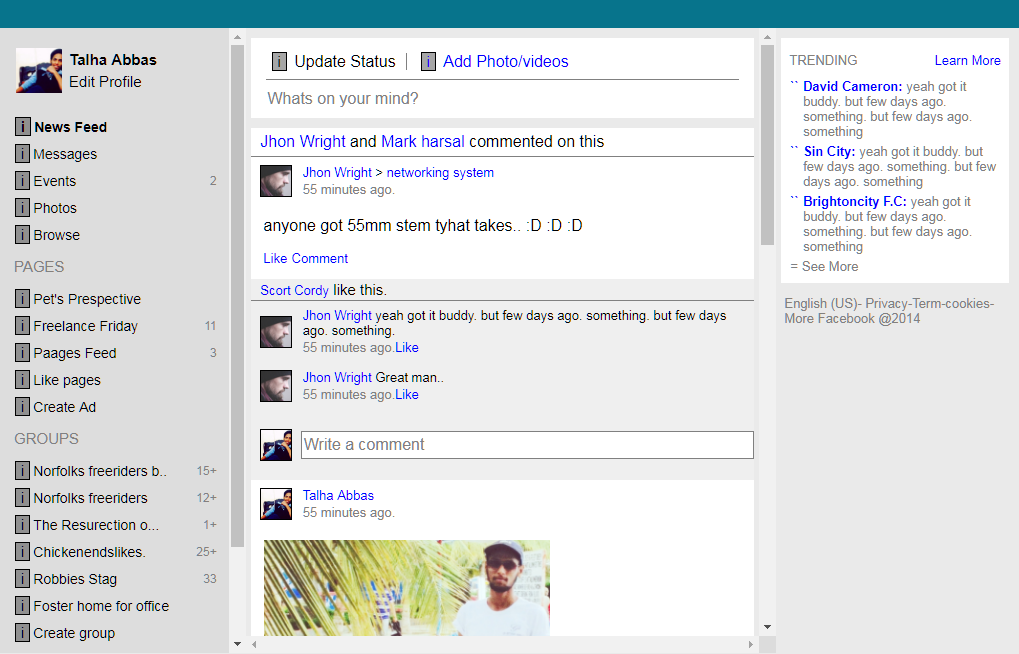 Talha Abbas
Edit Profile
i News Feed
i Messages
i Events 2
i Photos
i Browse
PAGES
i Pet's Prespective
i Freelance Friday 11
i Paages Feed 3
i Like pages
i Create Ad
GROUPS
i Norfolks freeriders b.. 15+
i Norfolks freeriders 12+
i The Resurection o... 1+
i Chickenendslikes. 25+
i Robbies Stag 33
i Foster home for office
i Create group
i Update Status | i Add Photo/videos
Whats on your mind?
Jhon Wright and Mark harsal commented on this
Jhon Wright > networking system
55 minutes ago.
anyone got 55mm stem tyhat takes.. :D :D :D
Like Comment
Scort Cordy like this.
Jhon Wright yeah got it buddy. but few days ago. something. but few days
ago. something.
55 minutes ago.Like
Jhon Wright Great man..
55 minutes ago.Like
Write a comment
Talha Abbas
55 minutes ago.
TRENDING Learn More
`` David Cameron: yeah got it
buddy. but few days ago.
something. but few days ago.
something
`` Sin City: yeah got it buddy. but
few days ago. something. but few
days ago. something
`` Brightoncity F.C: yeah got it
buddy. but few days ago.
something. but few days ago.
something
= See More
English (US)- Privacy-Term-cookies-
More Facebook @2014